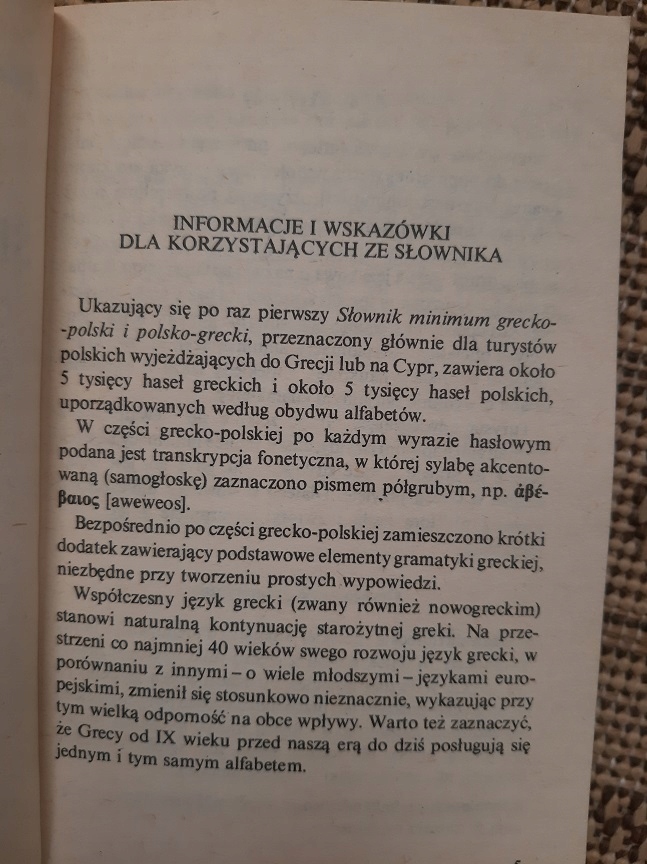 INFORMACJE I WSKAZÓWKI
DLA KORZYSTAJĄCYCH ZE SŁOWNIKA
Ukazujący się po raz pierwszy Słownik minimum grecko-
-polski i polsko-grecki, przeznaczony głównie dla turystów
polskich wyjeżdżających do Grecji lub na Cypr, zawiera około
5 tysięcy haseł greckich i około 5 tysięcy haseł polskich,
uporządkowanych według obydwu alfabetów.
W części grecko-polskiej po każdym wyrazie hasłowym
podana jest transkrypcja fonetyczna, w której sylabę akcento-
waną (samogłoskę) zaznaczono pismem półgrubym, np. ἀβέ-
βαιος [aweweos].
Bezpośrednio po części grecko-polskiej zamieszczono krótki
dodatek zawierający podstawowe elementy gramatyki greckiej,
niezbędne przy tworzeniu prostych wypowiedzi.
Współczesny język grecki (zwany również nowogreckim)
stanowi naturalną kontynuację starożytnej greki. Na prze-
strzeni co najmniej 40 wieków swego rozwoju język grecki, w
porównaniu z innymi – o wiele młodszymi – językami euro-
pejskimi, zmienił się stosunkowo nieznacznie, wykazując przy
tym wielką odporność na obce wpływy. Warto też zaznaczyć,
że Grecy od IX wieku przed naszą erą do dziś posługują się
jednym i tym samym alfabetem.